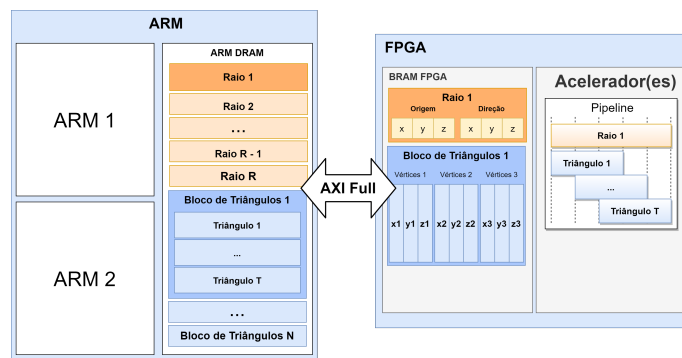 ARM
ARM 1
ARM 2
ARM DRAM
Raio 1
Raio 2
...
Raio R - 1
Raio R
Bloco de Triângulos 1
Triângulo 1
...
Triângulo T
...
Bloco de Triângulos N
AXI Full
FPGA
BRAM FPGA
Raio 1
Origem Direção
x y z x y z
Bloco de Triângulos 1
Vértices 1 Vértices 2 Vértices 3
x1 y1 z1 x2 y2 z2 x3 y3 z3
Acelerador(es)
Pipeline
Raio 1
Triângulo 1
...
Triângulo T